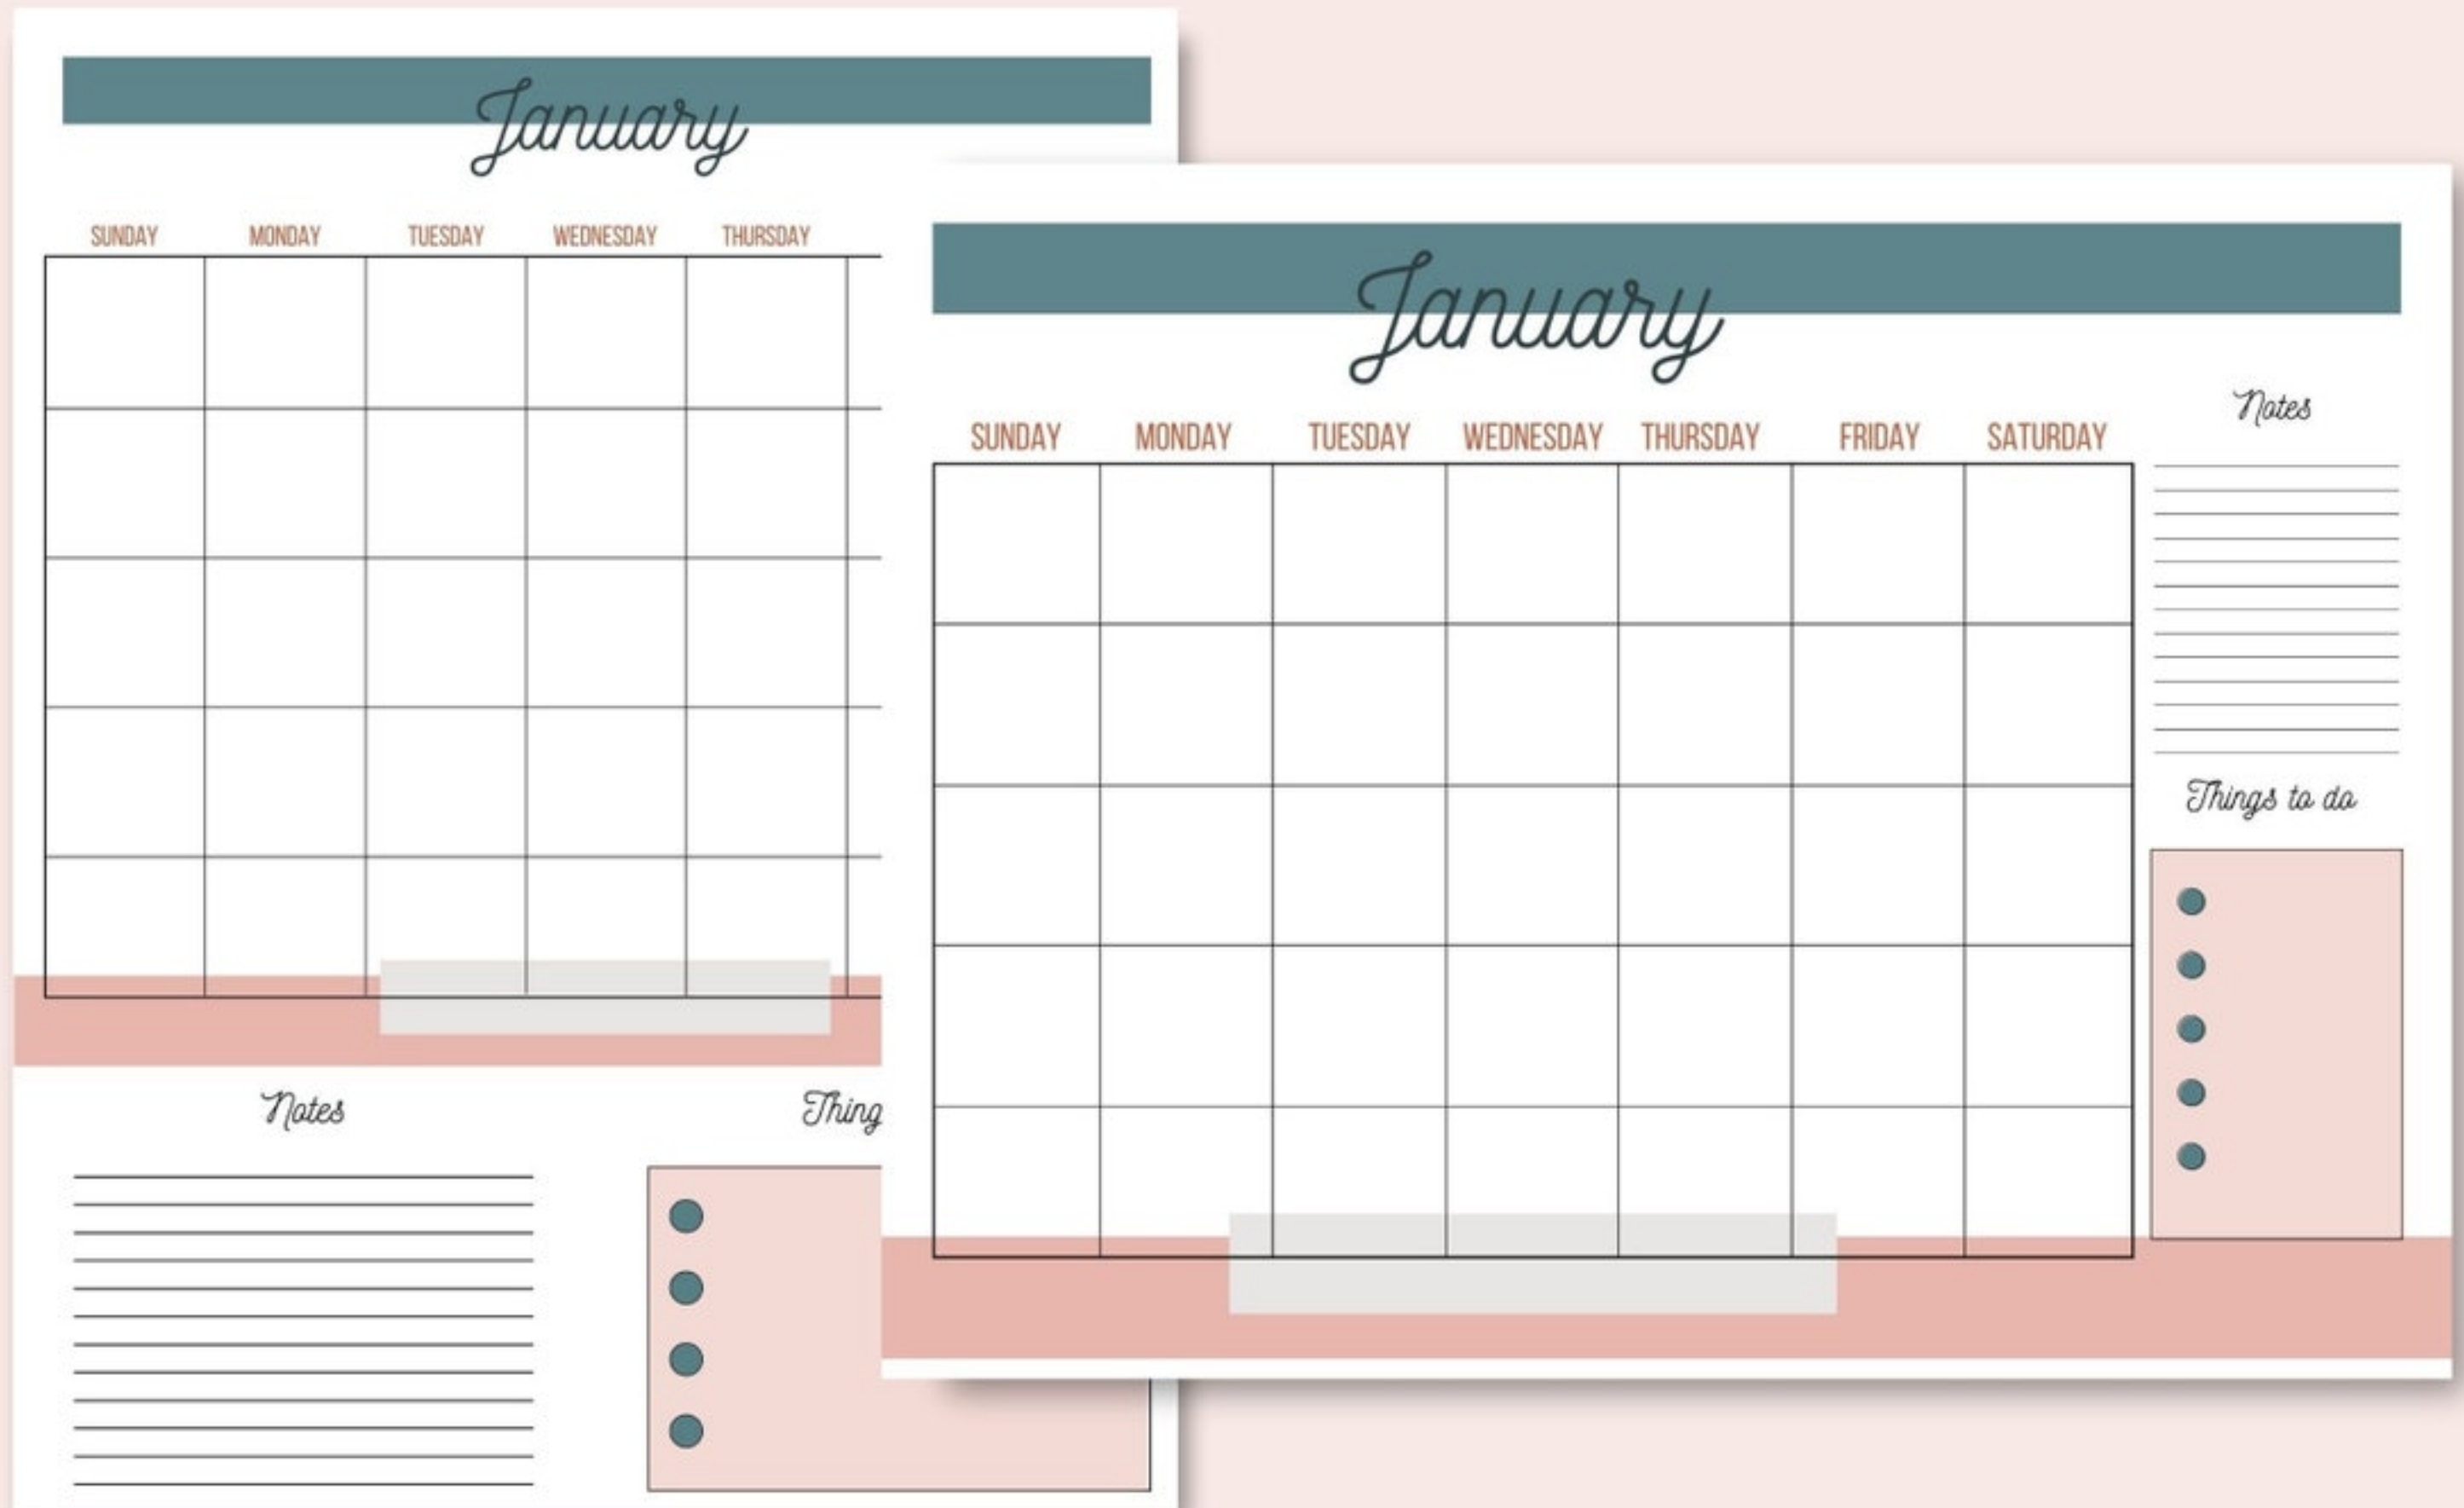 January
SUNDAY MONDAY TUESDAY WEDNESDAY THURSDAY
Notes
Thing
January
SUNDAY MONDAY TUESDAY WEDNESDAY THURSDAY FRIDAY SATURDAY
Notes
Things to do